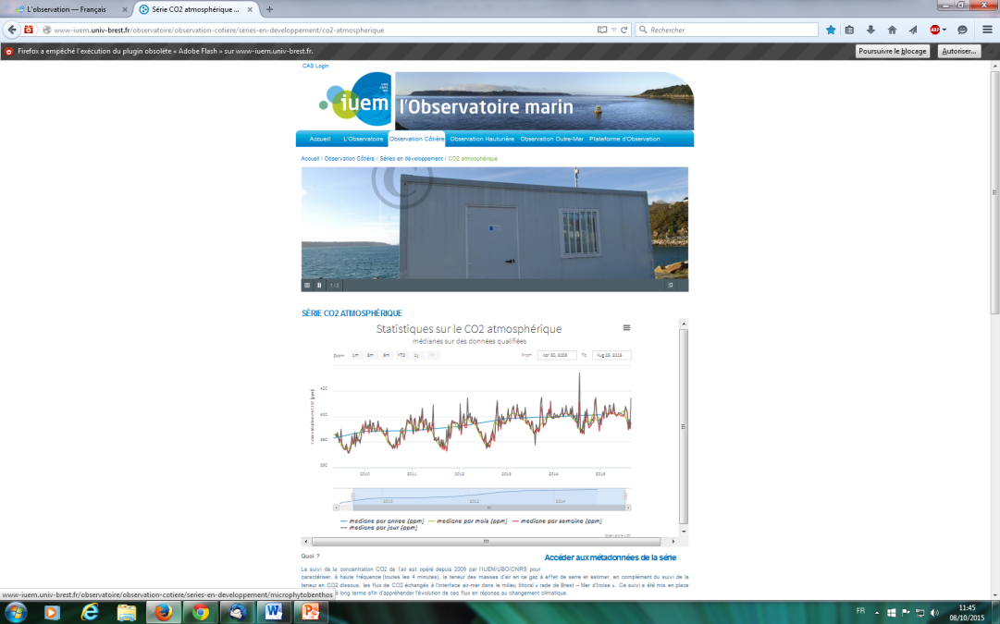 L'observation — Français
Série CO2 atmosphérique ...
www-iuem.univ-brest.fr/observatoire/observation-cotiere/series-en-developpement/co2-atmospherique
Rechercher
Firefox a empêché l'exécution du plugin obsolète « Adobe Flash » sur www-iuem.univ-brest.fr.
Poursuivre le blocage
Autoriser...
CAS Login
iuem
l'Observatoire marin
Accueil L'Observatoire Observation Côtière Observation Hauturière Observation Outre-Mer Plateforme d'Observation
Accueil / Observation Côtière / Séries en développement / CO2 atmosphérique
©
1 / 2
SÉRIE CO2 ATMOSPHÉRIQUE
Statistiques sur le CO2 atmosphérique
médianes sur des données qualifiées
Zoom 1m 3m 6m YTD 1y
From Apr 30, 2009 To Aug 25, 2015
420
400
380
360
2010 2011 2012 2013 2014 2015
2010 2012 2014
mediane par annee (ppm) mediane par mois (ppm) mediane par semaine (ppm)
mediane par jour (ppm)
Quoi ?
Accéder aux métadonnées de la série
Le suivi de la concentration CO2 de l'air est opéré depuis 2009 par l'IUEM/UBO/CNRS pour
caractériser, à haute fréquence (toutes les 4 minutes), la teneur des masses d'air en ce gaz à effet de serre et estimer, en complément du suivi de la
teneur en CO2 dissous, les flux de CO2 échangés à l'interface air-mer dans le milieu littoral « rade de Brest – Mer d'Iroise ». Ce suivi a été mis en place
long terme afin d'appréhender l'évolution de ces flux en réponse au changement climatique.
www-iuem.univ-brest.fr/observatoire/observation-cotiere/series-en-developpement/microphytobenthos
FR
11:45
08/10/2015